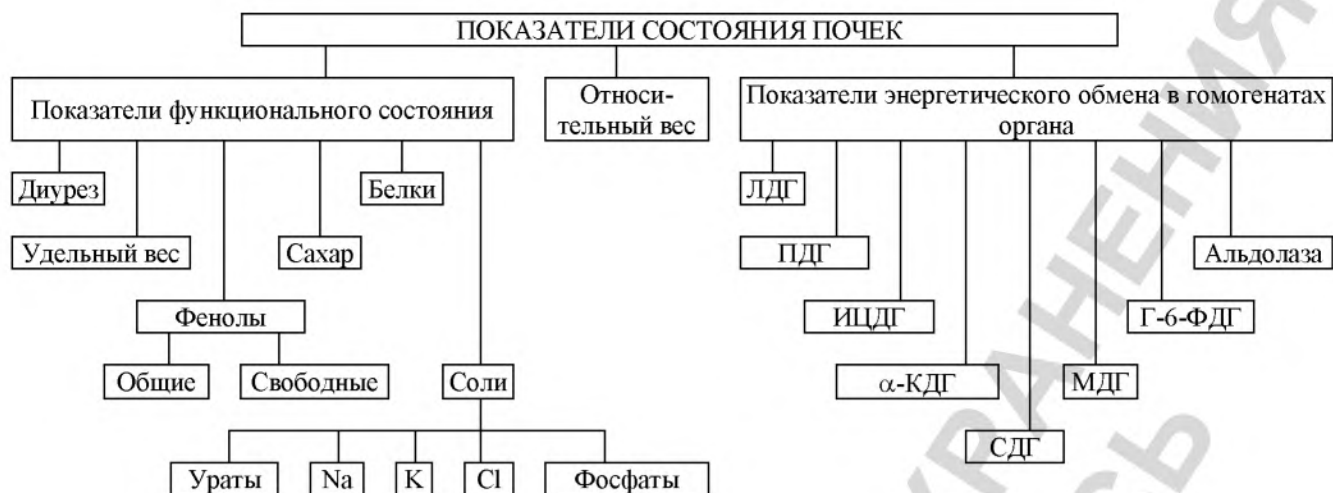 ПОКАЗАТЕЛИ СОСТОЯНИЯ ПОЧЕК
Показатели функционального состояния
Относи-
тельный вес
Показатели энергетического обмена в гомогенатах
органа
Диурез
Белки
Удельный вес
Сахар
Фенолы
Общие
Свободные
Соли
Ураты
Na
K
Cl
Фосфаты
ЛДГ
ПДГ
Альдолаза
ИЦДГ
Г-6-ФДГ
α-КДГ
МДГ
СДГ